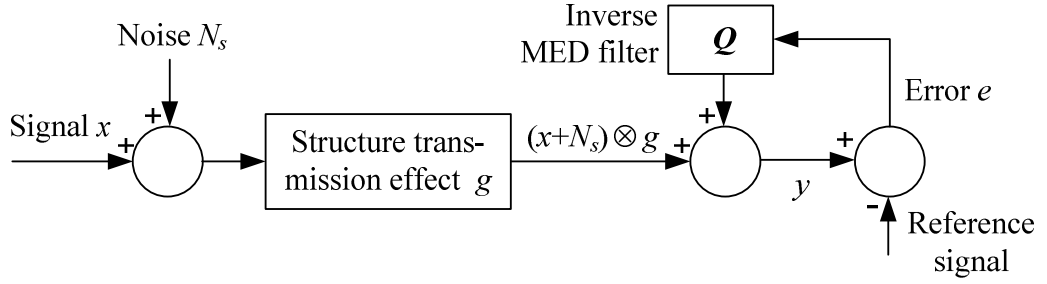 Noise Nₛ
Signal x
+
+
Structure trans-
mission effect g
(x+Nₛ)⊗g
Inverse
MED filter
Q
+
+
y
+
-
Error e
Reference
signal